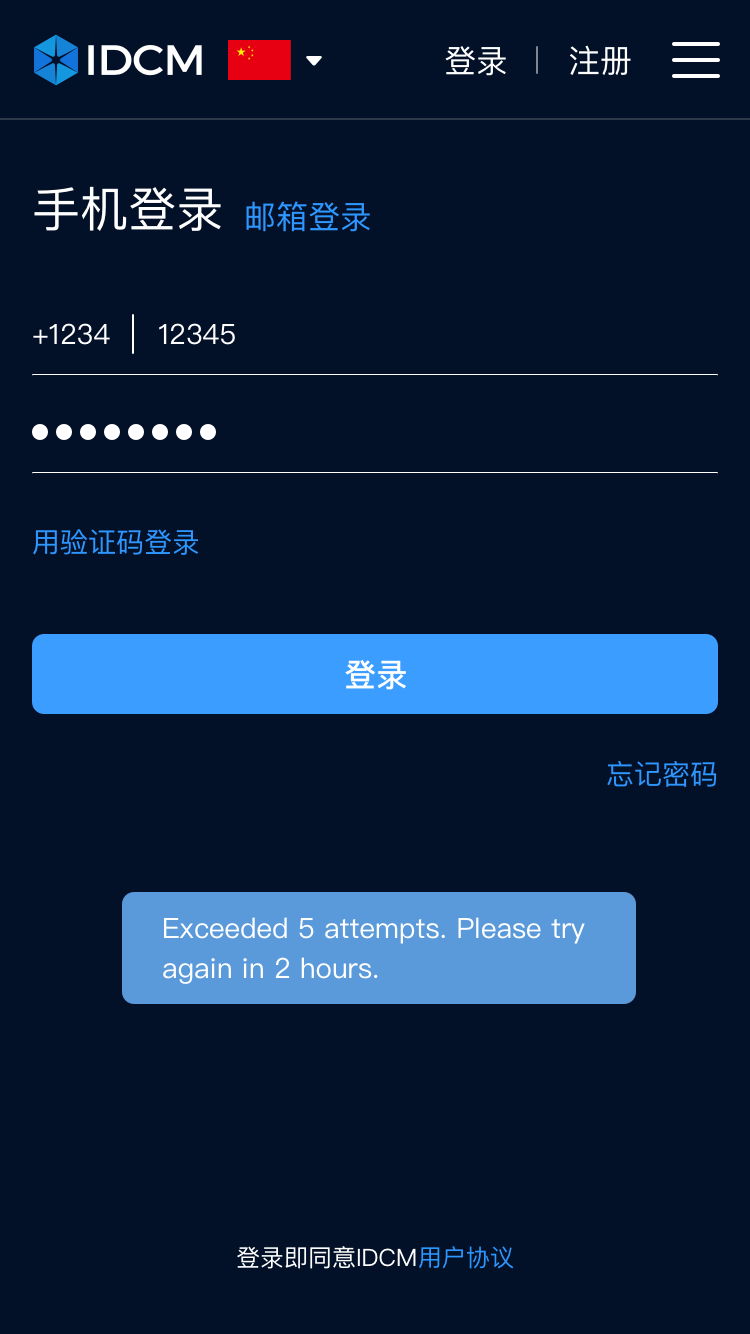 IDCM 登录 注册
手机登录 邮箱登录
+1234 12345
用验证码登录
登录
忘记密码
Exceeded 5 attempts. Please try
again in 2 hours.
登录即同意IDCM用户协议